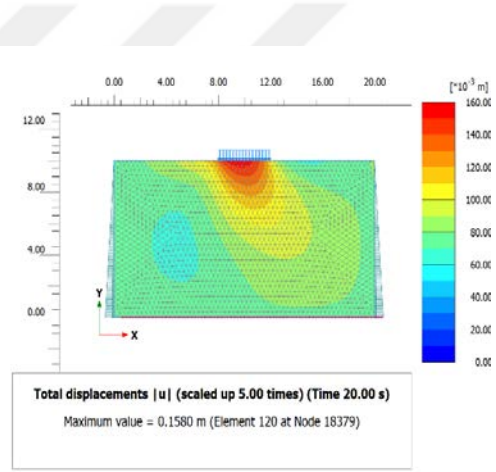 0.00 4.00 8.00 12.00 16.00 20.00
[*10⁻³ m]
160.00
140.00
120.00
100.00
80.00
60.00
40.00
20.00
0.00
12.00
8.00
4.00
0.00
Y
X
Total displacements |u| (scaled up 5.00 times) (Time 20.00 s)
Maximum value = 0.1580 m (Element 120 at Node 18379)